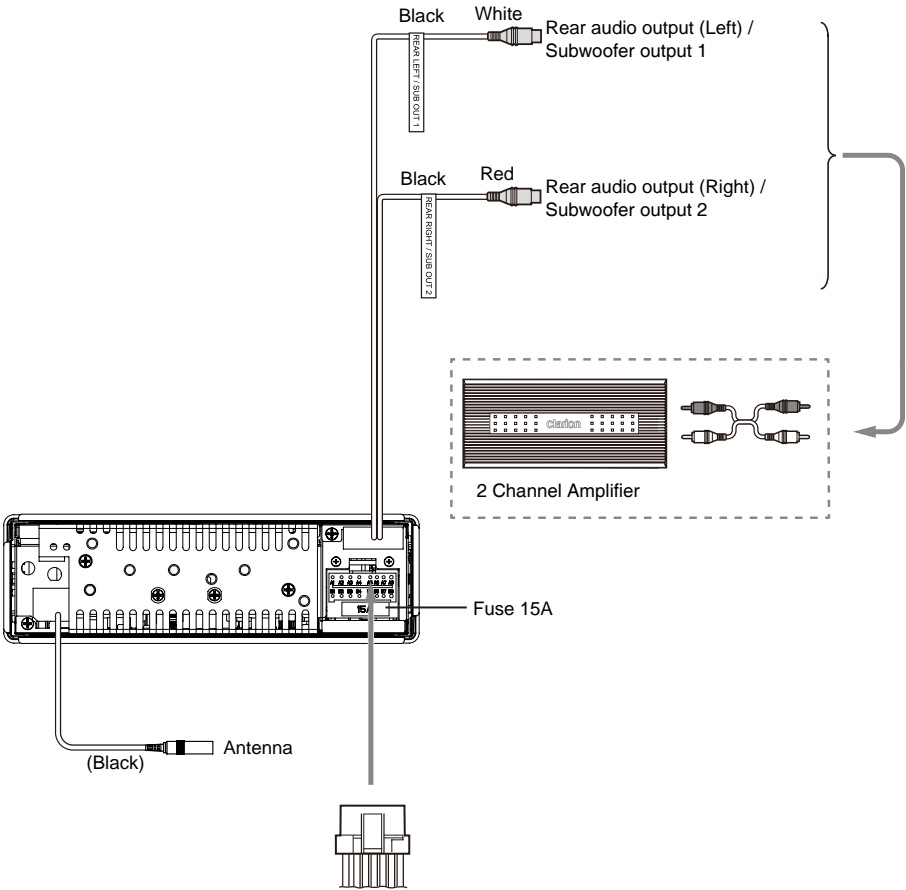 Black
White
Rear audio output (Left) /
Subwoofer output 1
REAR LEFT / SUB OUT 1
Black
Red
Rear audio output (Right) /
Subwoofer output 2
REAR RIGHT / SUB OUT 2
clarion
2 Channel Amplifier
15A
Fuse 15A
Antenna
(Black)